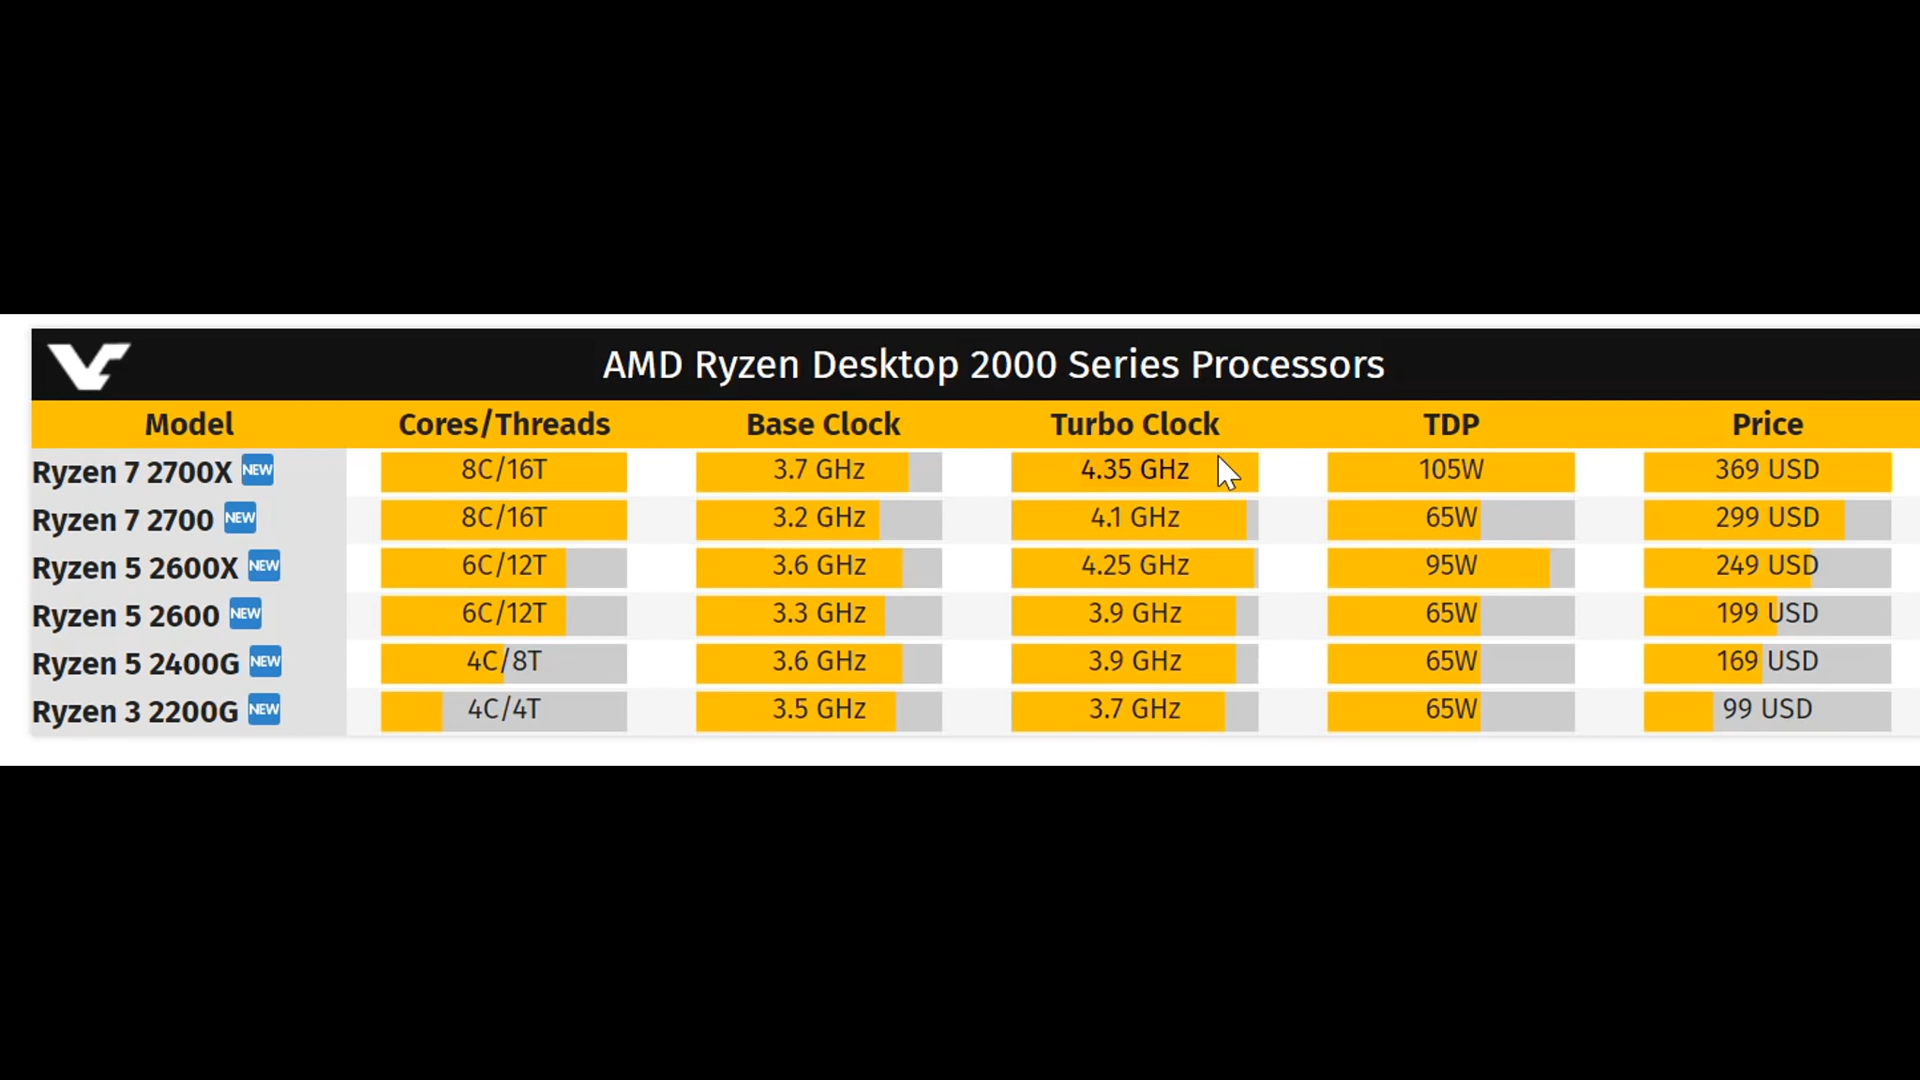 AMD Ryzen Desktop 2000 Series Processors
Model Cores/Threads Base Clock Turbo Clock TDP Price
Ryzen 7 2700X NEW 8C/16T 3.7 GHz 4.35 GHz 105W 369 USD
Ryzen 7 2700 NEW 8C/16T 3.2 GHz 4.1 GHz 65W 299 USD
Ryzen 5 2600X NEW 6C/12T 3.6 GHz 4.25 GHz 95W 249 USD
Ryzen 5 2600 NEW 6C/12T 3.3 GHz 3.9 GHz 65W 199 USD
Ryzen 5 2400G NEW 4C/8T 3.6 GHz 3.9 GHz 65W 169 USD
Ryzen 3 2200G NEW 4C/4T 3.5 GHz 3.7 GHz 65W 99 USD